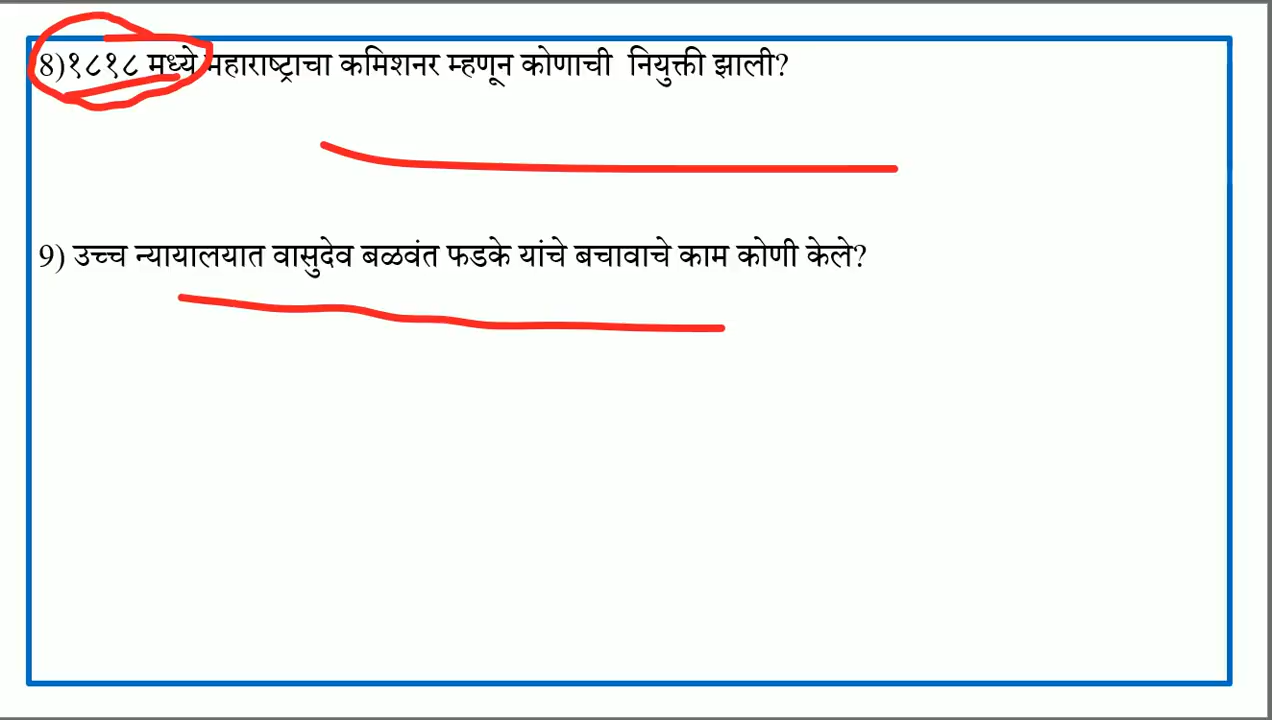 8)१८१८ मध्ये महाराष्ट्राचा कमिशनर म्हणून कोणाची नियुक्ती झाली?
9) उच्च न्यायालयात वासुदेव बळवंत फडके यांचे बचावाचे काम कोणी केले?